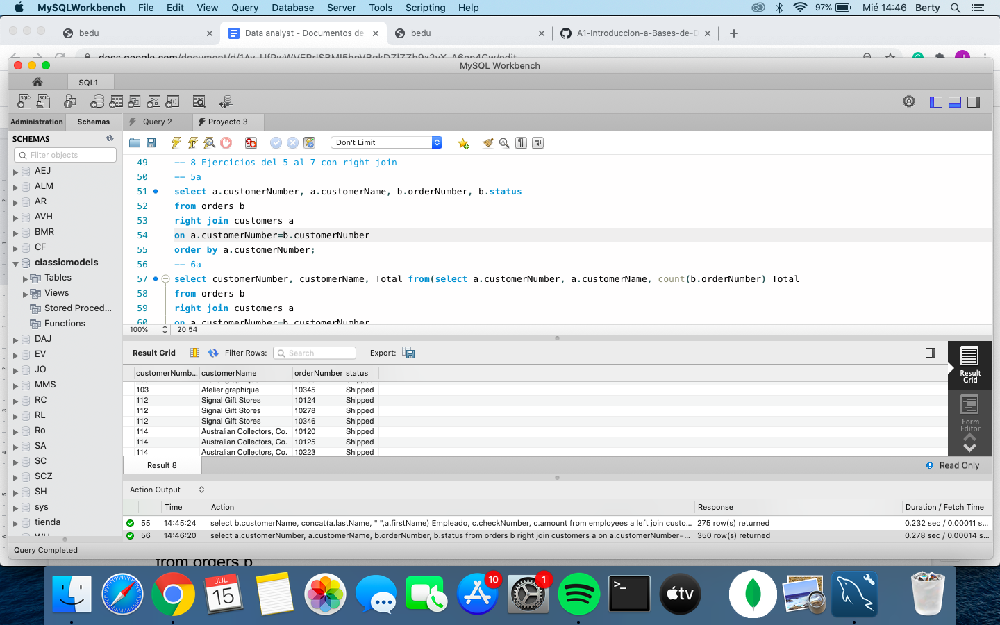 MySQLWorkbench File Edit View Query Database Server Tools Scripting Help 97% Mié 14:46 Berty
bedu Data analyst - Documentos de bedu A1-Introduccion-a-Bases-de-D
MySQL Workbench
SQL1
Administration Schemas Query 2 Proyecto 3
SCHEMAS
Filter objects
AEJ
ALM
AR
AVH
BMR
CF
classicmodels
Tables
Views
Stored Proced...
Functions
DAJ
EV
JO
MMS
RC
RL
Ro
SA
SC
SCZ
SH
sys
tienda
Don't Limit
49 -- 8 Ejercicios del 5 al 7 con right join
50 -- 5a
51 select a.customerNumber, a.customerName, b.orderNumber, b.status
52 from orders b
53 right join customers a
54 on a.customerNumber=b.customerNumber
55 order by a.customerNumber;
56 -- 6a
57 select customerNumber, customerName, Total from(select a.customerNumber, a.customerName, count(b.orderNumber) Total
58 from orders b
59 right join customers a
60 on a.customerNumber=b.customerNumber
100% 20:54
Result Grid Filter Rows: Search Export:
customerNumb... customerName orderNumber status
103 Atelier graphique 10345 Shipped
112 Signal Gift Stores 10124 Shipped
112 Signal Gift Stores 10278 Shipped
112 Signal Gift Stores 10346 Shipped
114 Australian Collectors, Co. 10120 Shipped
114 Australian Collectors, Co. 10125 Shipped
114 Australian Collectors, Co. 10223 Shipped
Result Grid
Form Editor
Result 8 Read Only
Action Output
Time Action Response Duration / Fetch Time
55 14:45:24 select b.customerName, concat(a.lastName, " ",a.firstName) Empleado, c.checkNumber, c.amount from employees a left join custo... 275 row(s) returned 0.232 sec / 0.00011 s...
56 14:46:20 select a.customerNumber, a.customerName, b.orderNumber, b.status from orders b right join customers a on a.customerNumber=... 350 row(s) returned 0.278 sec / 0.00014 s...
Query Completed
from orders b
JUL
15
10
1
tv